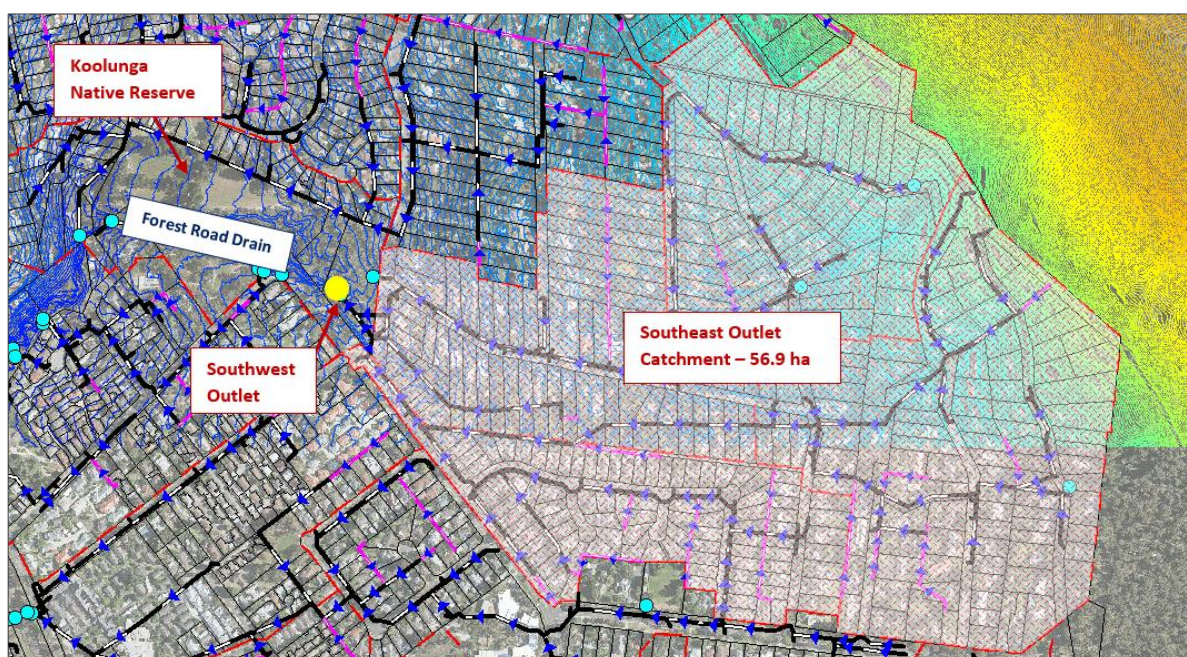 Koolunga
Native Reserve
Forest Road Drain
Southwest
Outlet
Southeast Outlet
Catchment – 56.9 ha